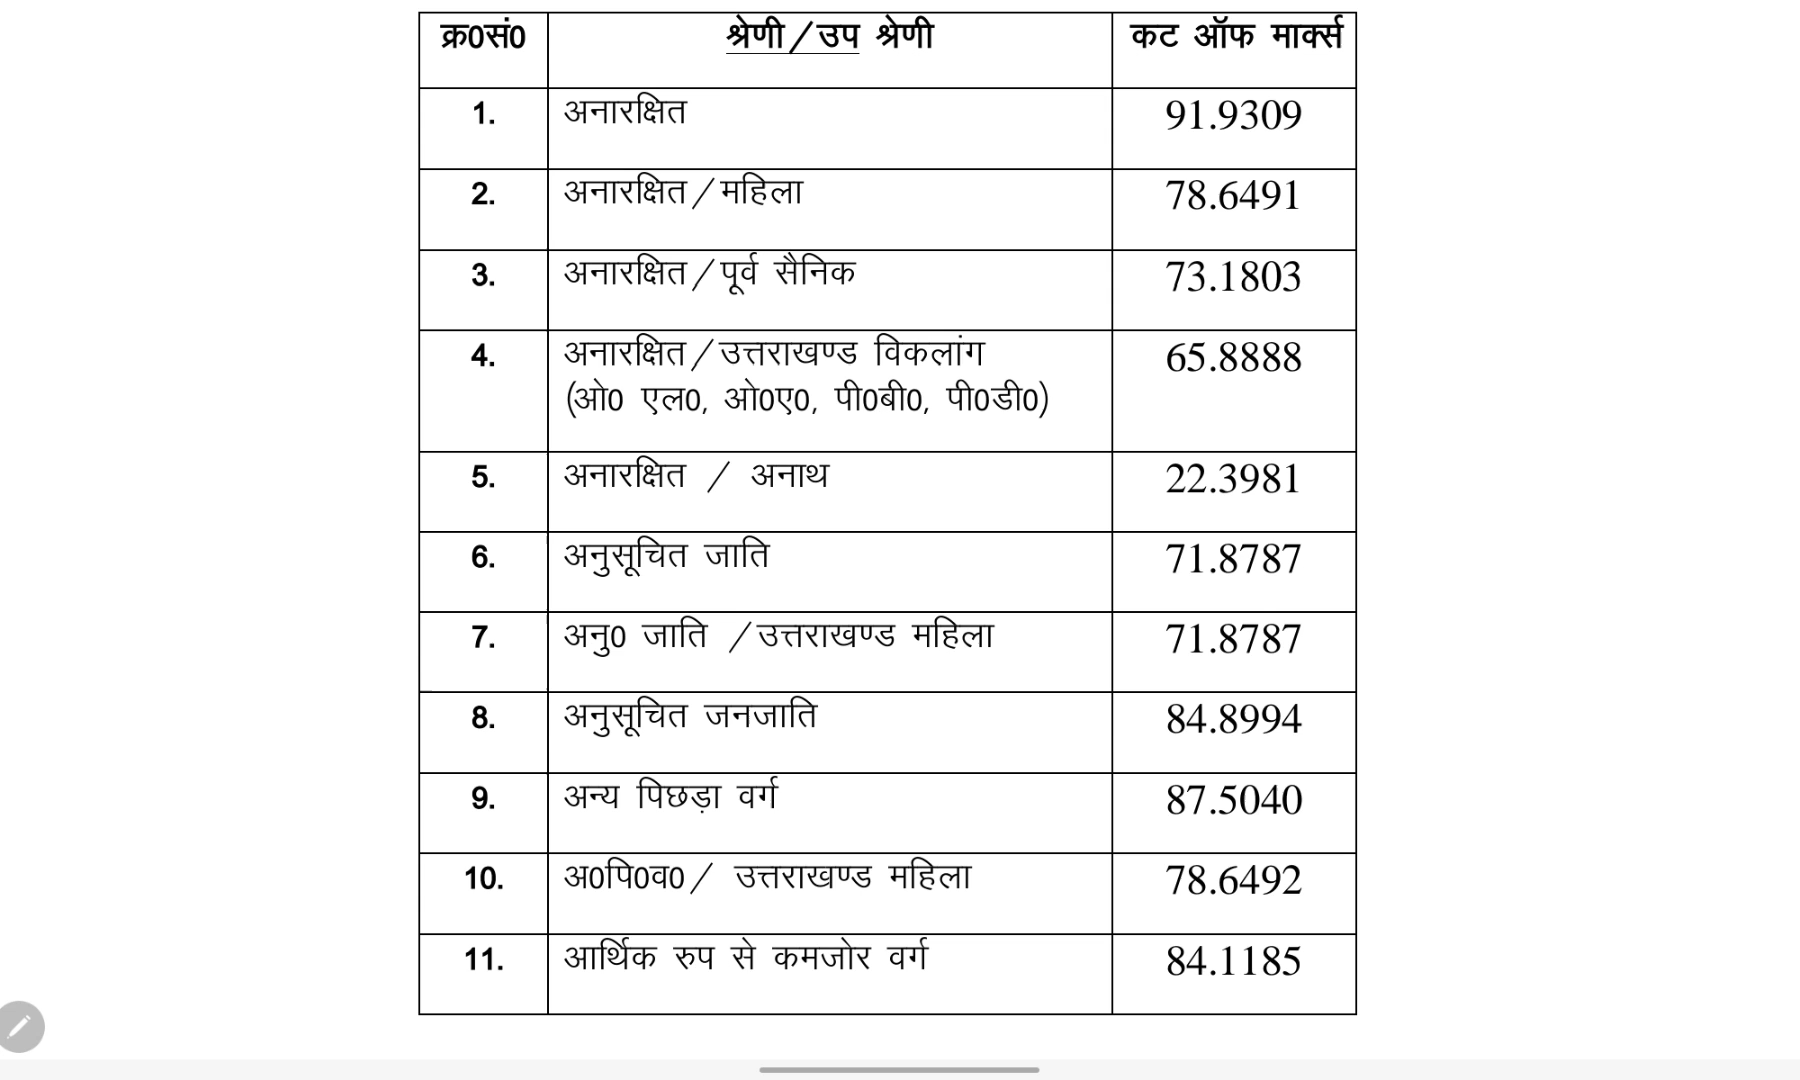 क्र0सं0 श्रेणी/उप श्रेणी कट ऑफ मार्क्स
1. अनारक्षित 91.9309
2. अनारक्षित/महिला 78.6491
3. अनारक्षित/पूर्व सैनिक 73.1803
4. अनारक्षित/उत्तराखण्ड विकलांग 65.8888
(ओ0 एल0, ओ0ए0, पी0बी0, पी0डी0)
5. अनारक्षित / अनाथ 22.3981
6. अनुसूचित जाति 71.8787
7. अनु0 जाति /उत्तराखण्ड महिला 71.8787
8. अनुसूचित जनजाति 84.8994
9. अन्य पिछड़ा वर्ग 87.5040
10. अ0पि0व0/ उत्तराखण्ड महिला 78.6492
11. आर्थिक रुप से कमजोर वर्ग 84.1185